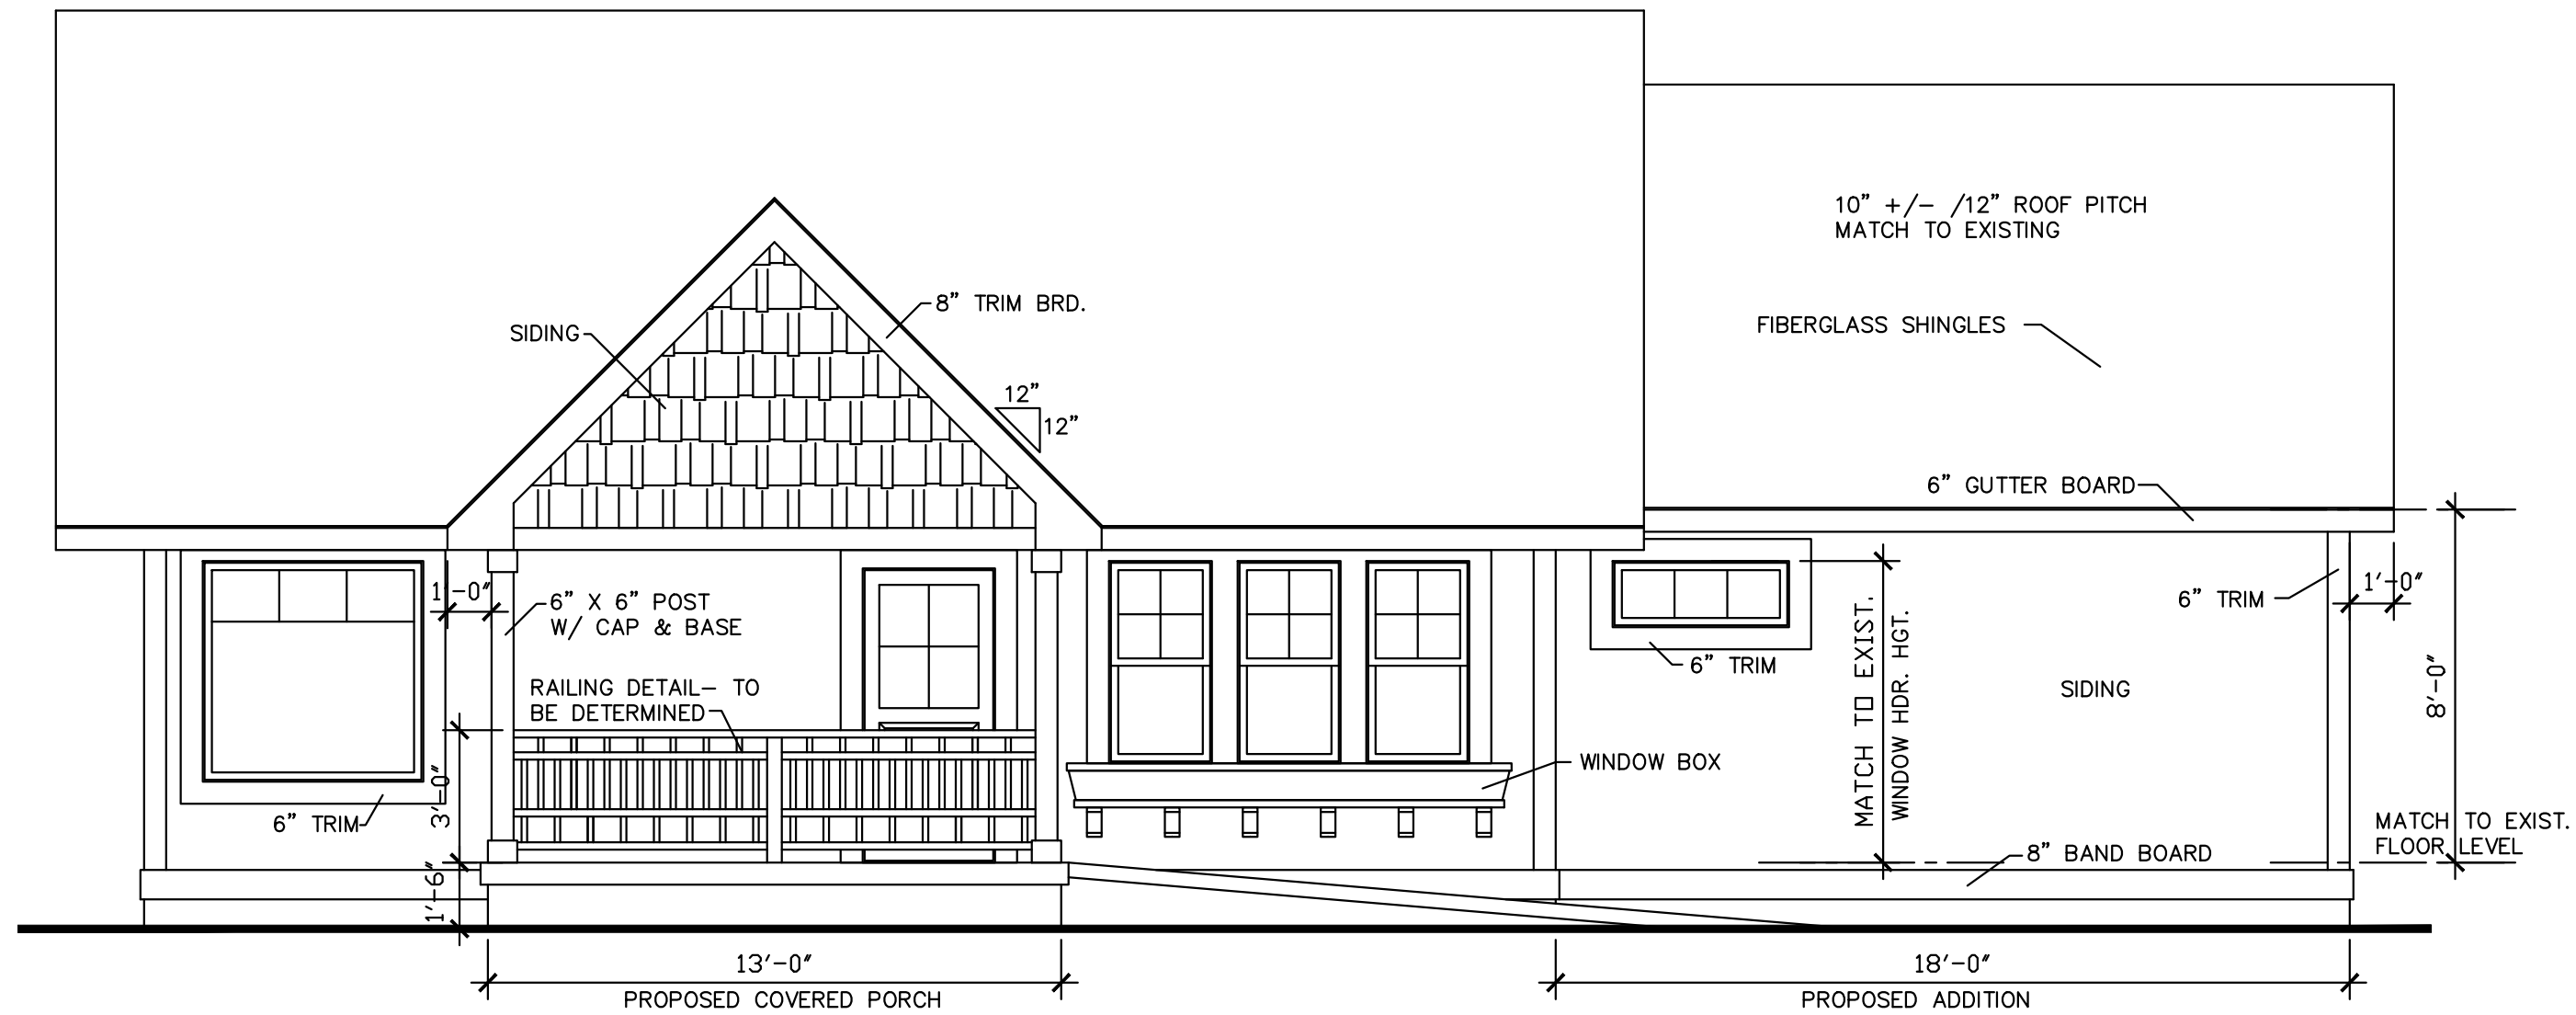 10” +/− /12” ROOF PITCH
MATCH TO EXISTING
8” TRIM BRD.
SIDING
FIBERGLASS SHINGLES
12”
12”
6” GUTTER BOARD
1'−0"
6” X 6” POST
W/ CAP & BASE
RAILING DETAIL− TO
BE DETERMINED
6” TRIM
3'−0"
1'−6"
WINDOW BOX
6” TRIM
MATCH TO EXIST.
WINDOW HDR. HGT.
6” TRIM
1'−0"
SIDING
8'−0"
MATCH TO EXIST.
FLOOR LEVEL
8” BAND BOARD
13'−0"
PROPOSED COVERED PORCH
18'−0"
PROPOSED ADDITION